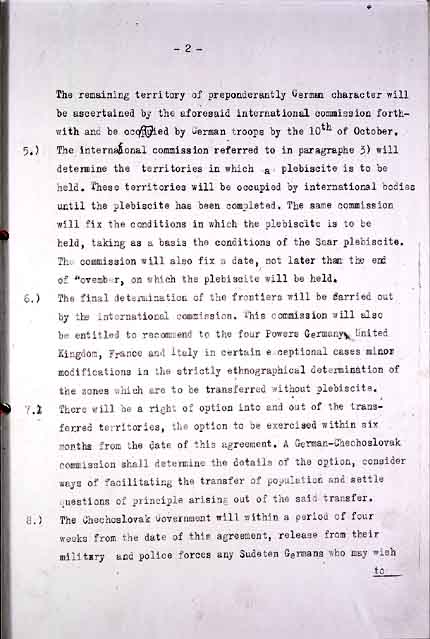 - 2 -
The remaining territory of preponderantly German character will
be ascertained by the aforesaid international commission forth-
with and be occupied by German troops by the 10th of October.
5.) The international commission referred to in paragraphe 3) will
determine the territories in which a plebiscite is to be
held. These territories will be occupied by international bodies
until the plebiscite has been completed. The same commission
will fix the conditions in which the plebiscite is to be
held, taking as a basis the conditions of the Saar plebiscite.
The commission will also fix a date, not later than the end
of November, on which the plebiscite will be held.
6.) The final determination of the frontiers will be carried out
by the international commission. This commission will also
be entitled to recommend to the four Powers Germany, United
Kingdom, France and Italy in certain exceptional cases minor
modifications in the strictly ethnographical determination of
the zones which are to be transferred without plebiscite.
7.) There will be a right of option into and out of the trans-
ferred territories, the option to be exercised within six
months from the date of this agreement. A German-Chechoslovak
commission shall determine the details of the option, consider
ways of facilitating the transfer of population and settle
questions of principle arising out of the said transfer.
8.) The Chechoslovak Government will within a period of four
weeks from the date of this agreement, release from their
military and police forces any Sudeten Germans who may wish
to